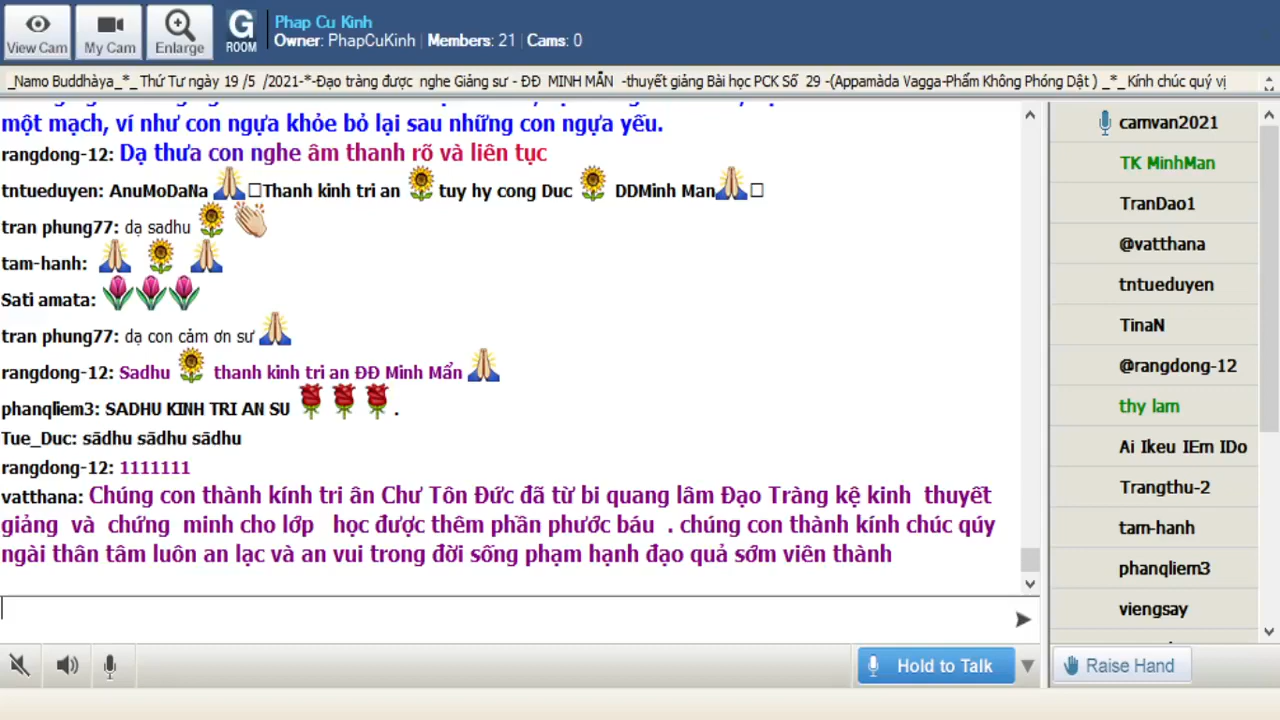 View Cam
My Cam
Enlarge
G
ROOM
Phap Cu Kinh
Owner: PhapCuKinh | Members: 21 | Cams: 0
_Namo Buddhàya_*_ Thứ Tư ngày 19 /5 /2021-*-Đạo tràng được nghe Giảng sư - ĐĐ MINH MẪN -thuyết giảng Bài học PCK Số 29 -(Appamàda Vagga-Phẩm Không Phóng Dật ) _*_Kính chúc quý vị
một mạch, ví như con ngựa khỏe bỏ lại sau những con ngựa yếu.
rangdong-12: Dạ thưa con nghe âm thanh rõ và liên tục
tntueduyen: AnuMoDaNa Thanh kinh tri an tuy hy cong Duc DDMinh Man
tran phung77: dạ sadhu
tam-hanh:
Sati amata:
tran phung77: dạ con cảm ơn sư
rangdong-12: Sadhu thanh kinh tri an ĐĐ Minh Mẩn
phanqliem3: SADHU KINH TRI AN SU .
Tue_Duc: sādhu sādhu sādhu
rangdong-12: 1111111
vatthana: Chúng con thành kính tri ân Chư Tôn Đức đã từ bi quang lâm Đạo Tràng kệ kinh thuyết
giảng và chứng minh cho lớp học được thêm phần phước báu . chúng con thành kính chúc qúy
ngài thân tâm luôn an lạc và an vui trong đời sống phạm hạnh đạo quả sớm viên thành
camvan2021
TK MinhMan
TranDao1
@vatthana
tntueduyen
TinaN
@rangdong-12
thy lam
Ai Ikeu IEm IDo
Trangthu-2
tam-hanh
phanqliem3
viengsay
Hold to Talk
Raise Hand